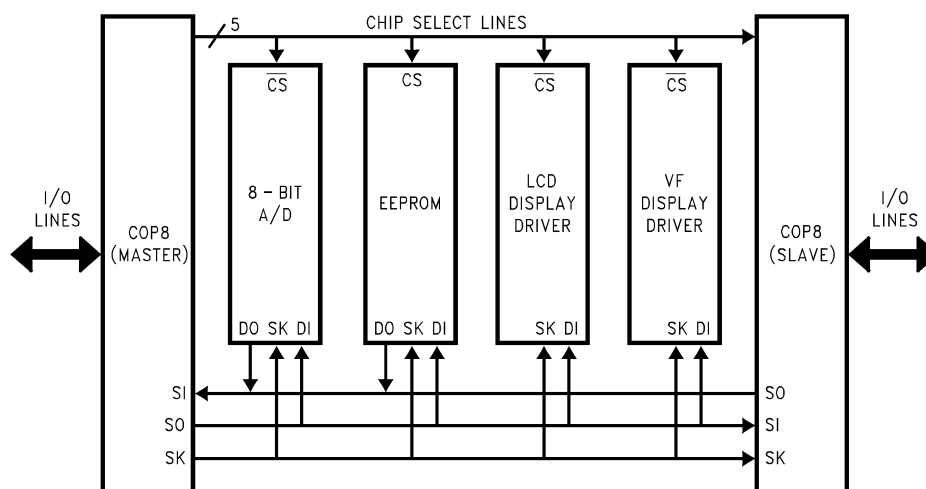 5 CHIP SELECT LINES
CS CS CS CS
I/O
LINES
COP8
(MASTER)
8 - BIT
A/D
EEPROM
LCD
DISPLAY
DRIVER
VF
DISPLAY
DRIVER
COP8
(SLAVE)
I/O
LINES
DO SK DI DO SK DI SK DI SK DI
SI SO
SO SI
SK SK